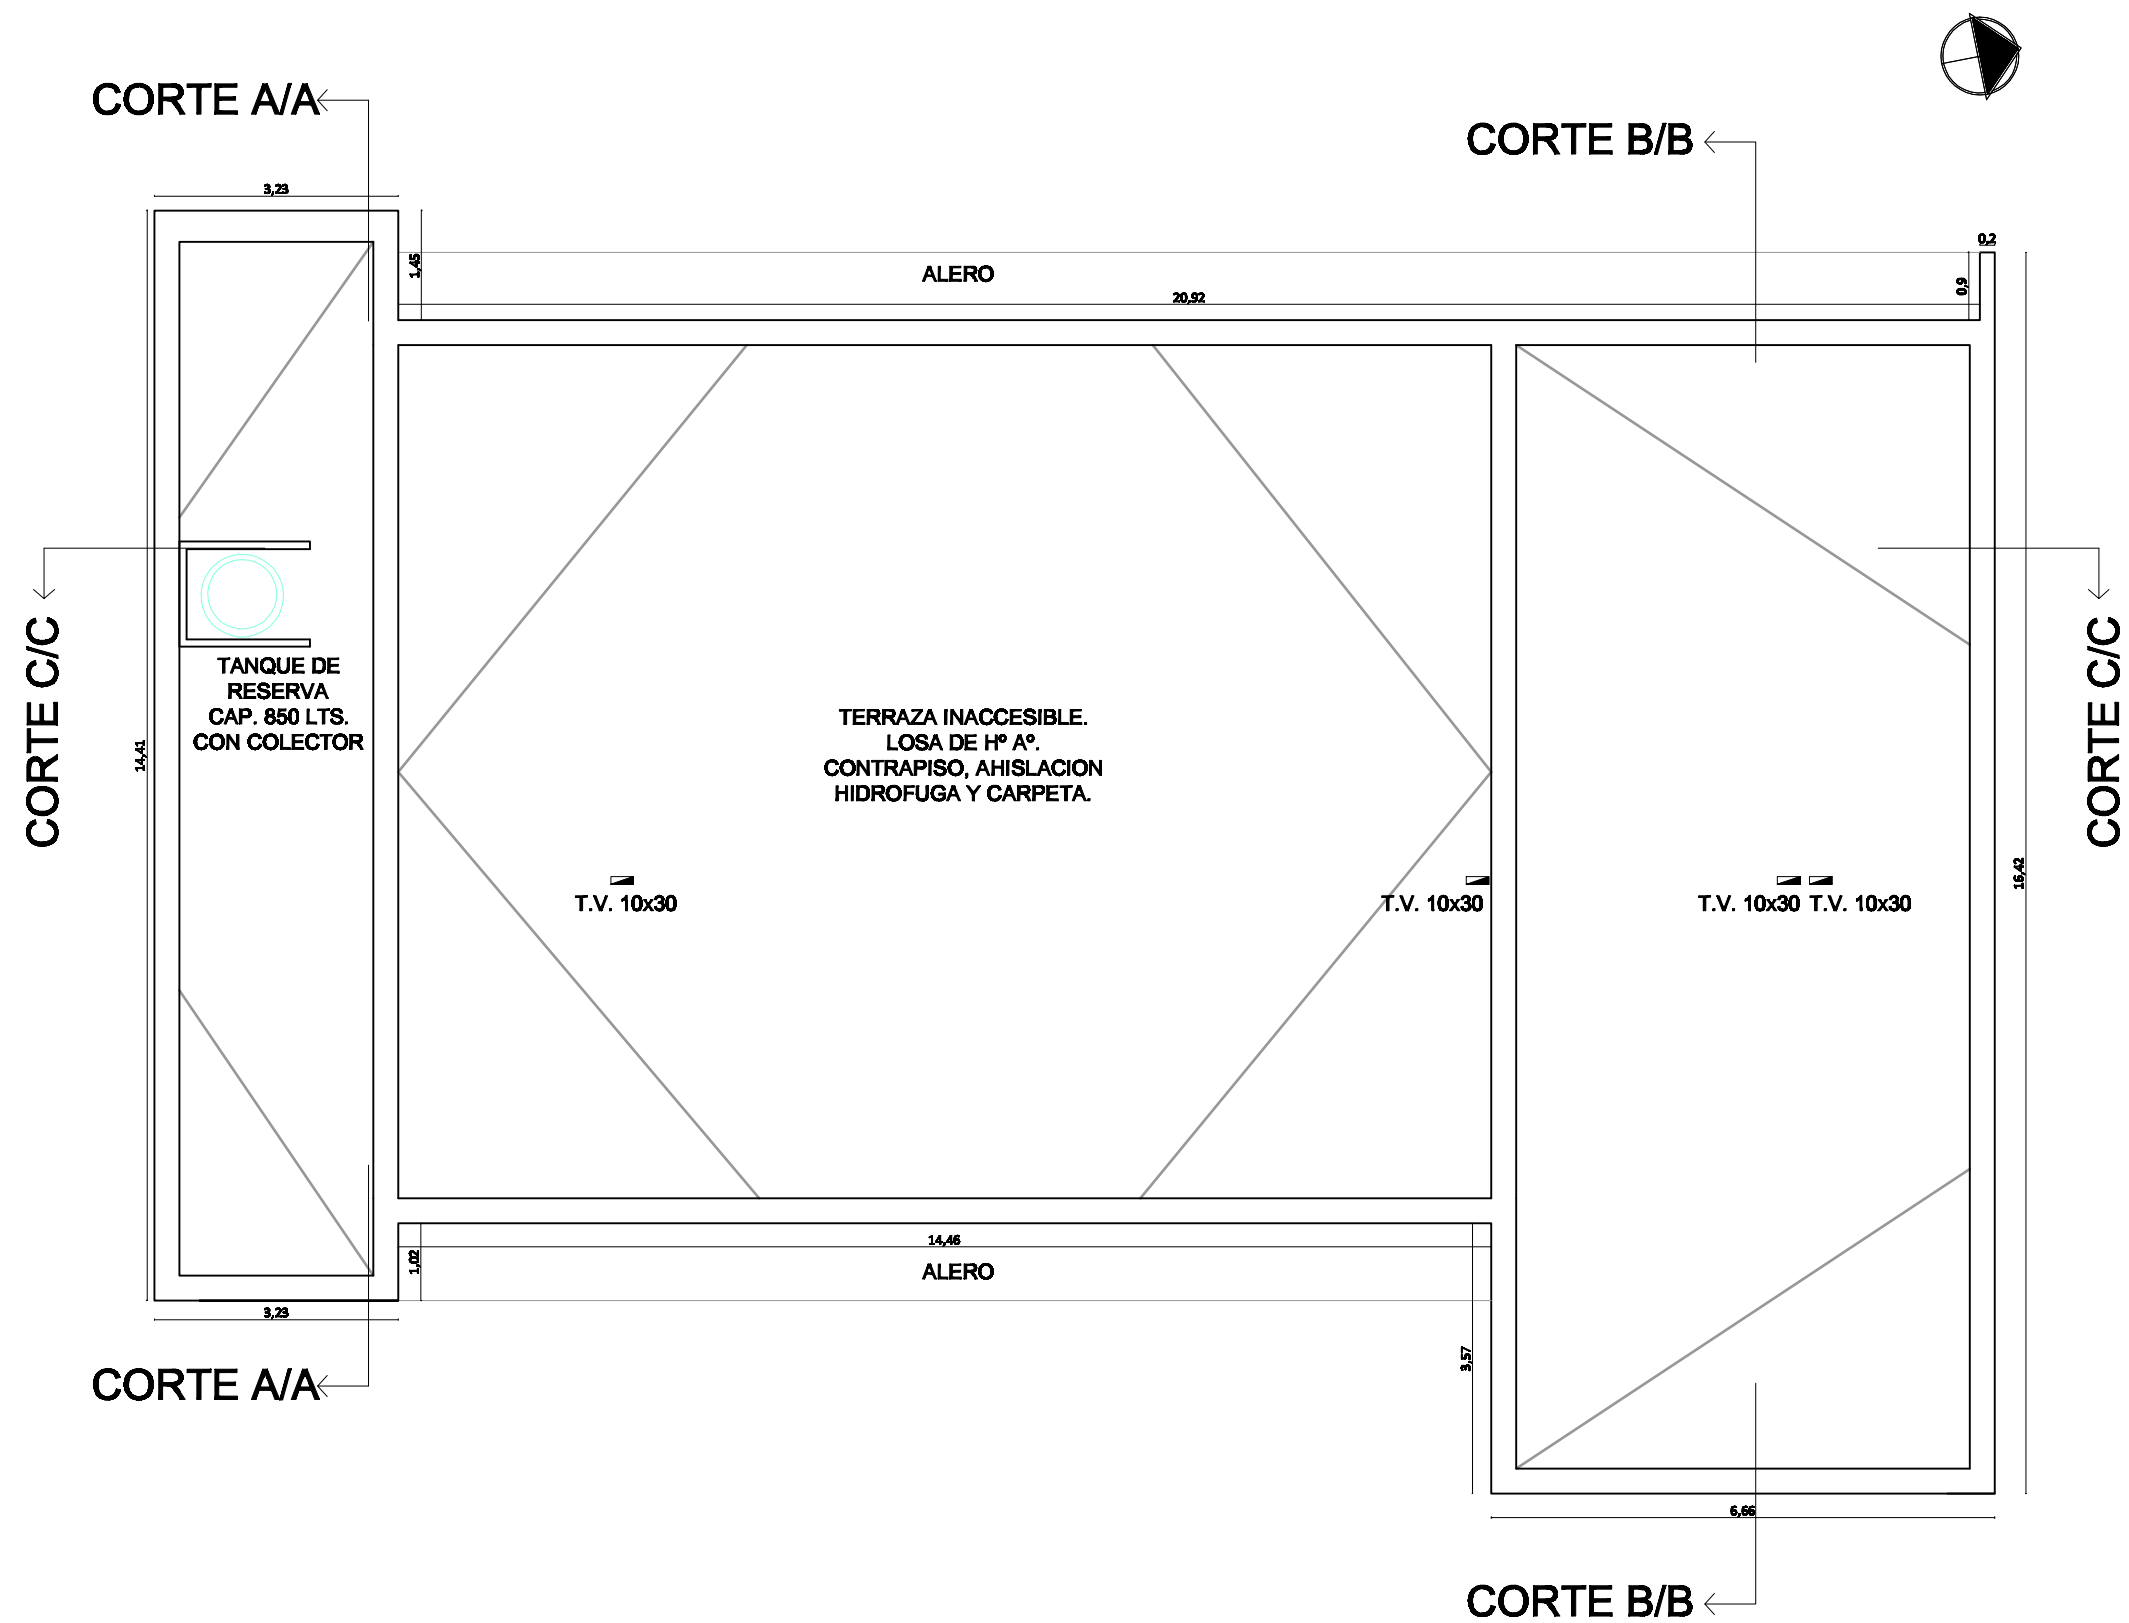 CORTE A/A
CORTE B/B
3,23
0,2
1,45
ALERO
0,9
20,92
CORTE C/C
CORTE C/C
TANQUE DE
RESERVA
CAP. 850 LTS.
CON COLECTOR
14,41
TERRAZA INACCESIBLE.
LOSA DE Hº Aº.
CONTRAPISO, AHISLACION
HIDROFUGA Y CARPETA.
16,42
T.V. 10x30
T.V. 10x30
T.V. 10x30
T.V. 10x30
14,46
1,02
ALERO
3,23
3,57
CORTE A/A
6,66
CORTE B/B